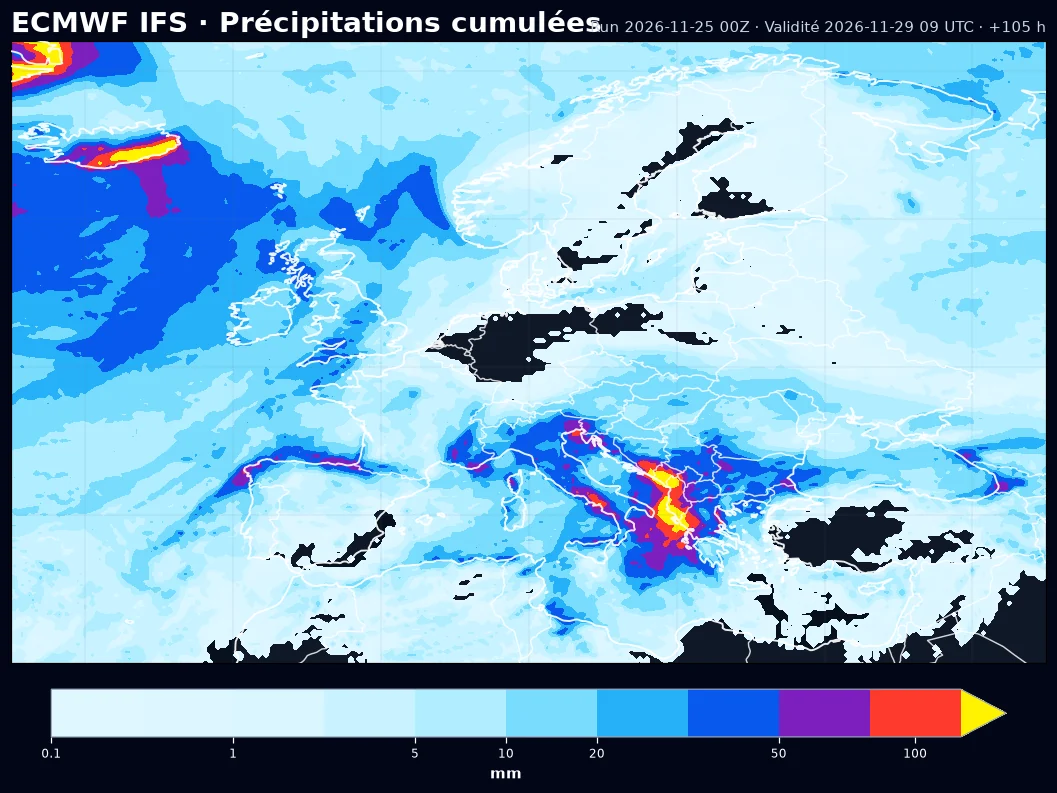 ECMWF IFS · Précipitations cumulées
Run 2026-11-25 00Z · Validité 2026-11-29 09 UTC · +105 h
0.1 1 5 10 20 50 100
mm